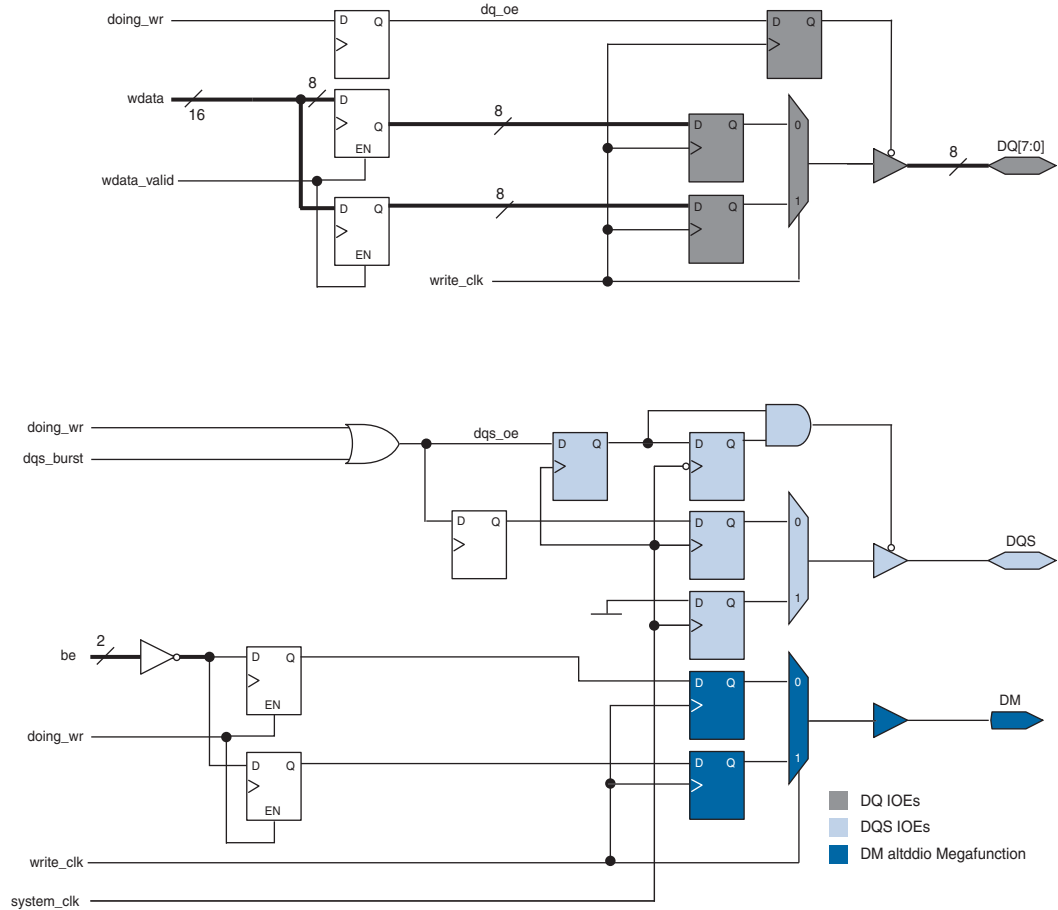 doing_wr
D Q
dq_oe
D Q
wdata
16
8
D
Q
EN
8
D Q
0
wdata_valid
8
DQ[7:0]
D Q
EN
8
D Q
1
write_clk
doing_wr
dqs_burst
dqs_oe
D Q
D Q
D Q
D Q
0
DQS
D Q
1
be
2
D Q
EN
D Q
0
DM
doing_wr
D Q
EN
D Q
1
DQ IOEs
DQS IOEs
DM altddio Megafunction
write_clk
system_clk